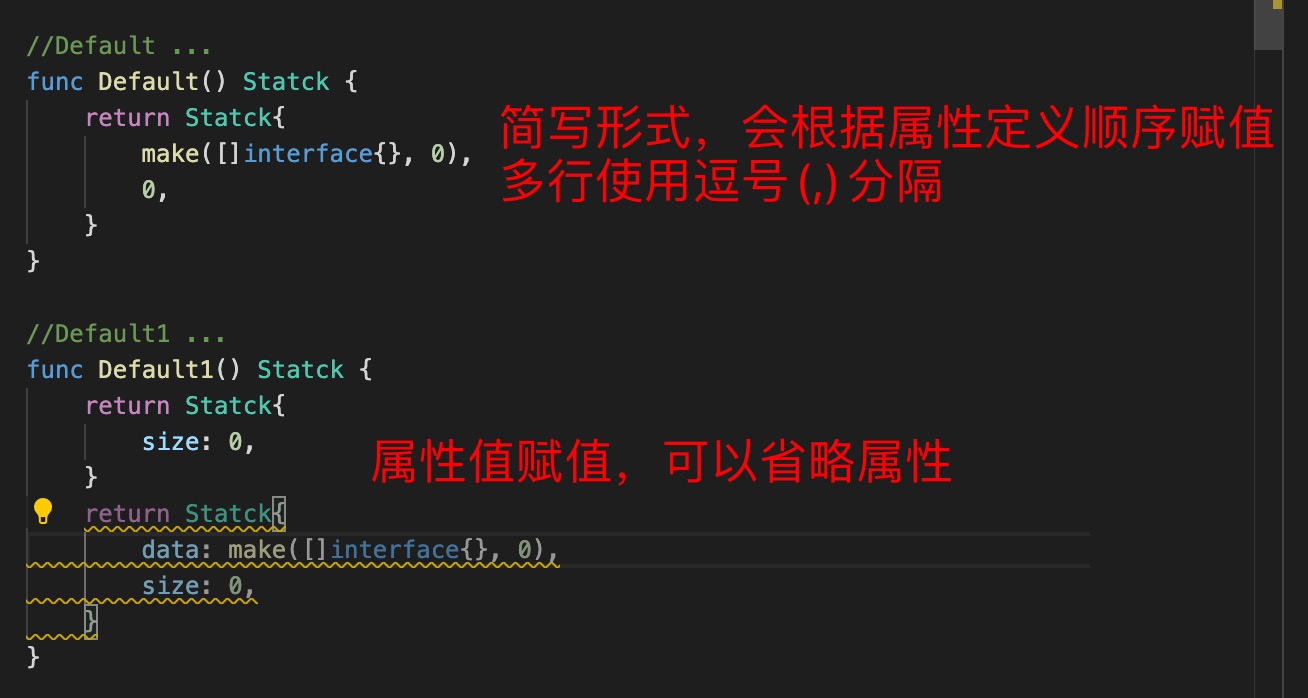 //Default ...
func Default() Statck {
return Statck{
简写形式，会根据属性定义顺序赋值
make([]interface{}, 0),
多行使用逗号(,)分隔
0,
}
}
//Default1 ...
func Default1() Statck {
return Statck{
size: 0,
属性值赋值，可以省略属性
}
return Statck{
data: make([]interface{}, 0),
size: 0,
}
}